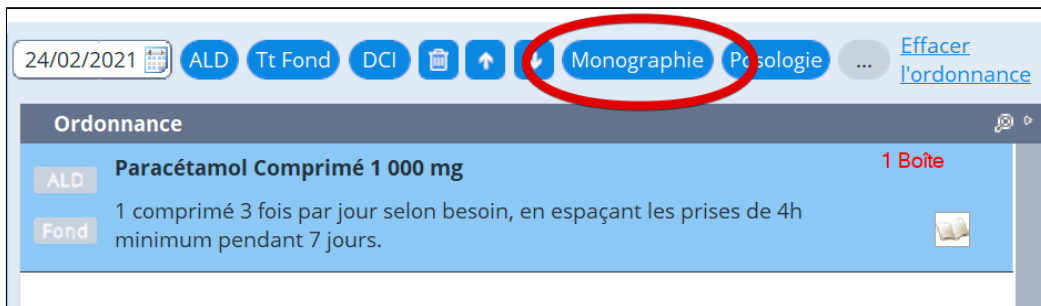 24/02/2021 ALD Tt Fond DCI Monographie Posologie ... Effacer
l'ordonnance
Ordonnance
Paracétamol Comprimé 1 000 mg 1 Boîte
ALD
1 comprimé 3 fois par jour selon besoin, en espaçant les prises de 4h
Fond
minimum pendant 7 jours.